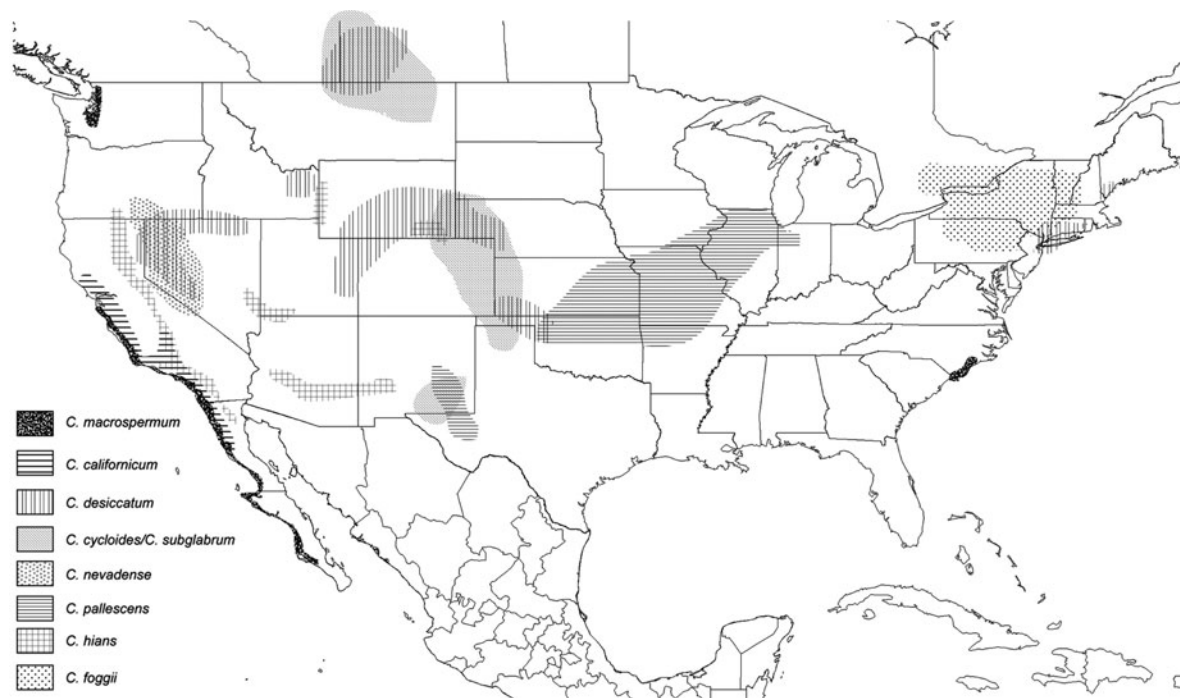 C. macrospermum
C. californicum
C. desiccatum
C. cycloides/C. subglabrum
C. nevadense
C. pallescens
C. hians
C. foggii